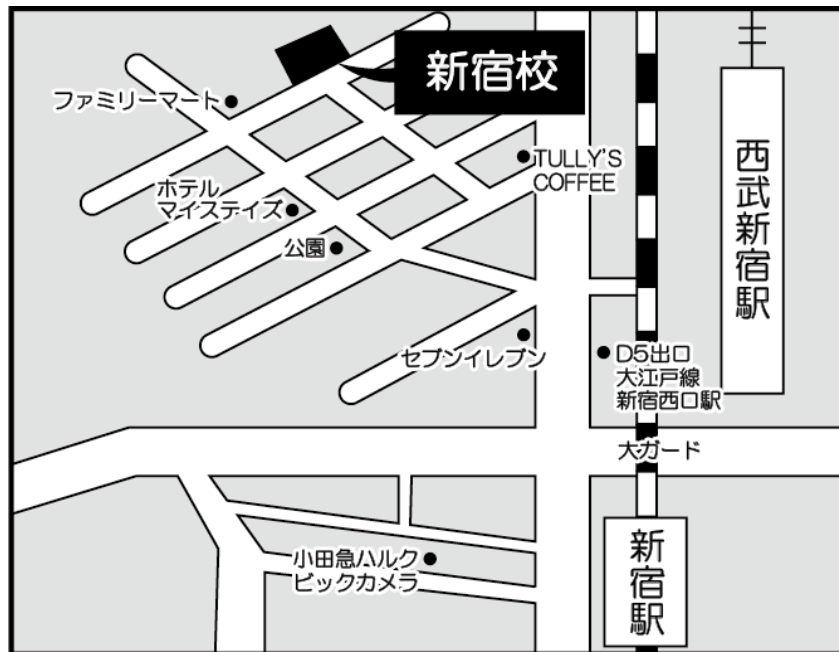 新宿校
ファミリーマート
TULLY'S
COFFEE
西武新宿駅
ホテル
マイステイズ
公園
セブンイレブン
D5出口
大江戸線
新宿西口駅
大ガード
小田急ハルク
ビックカメラ
新宿駅